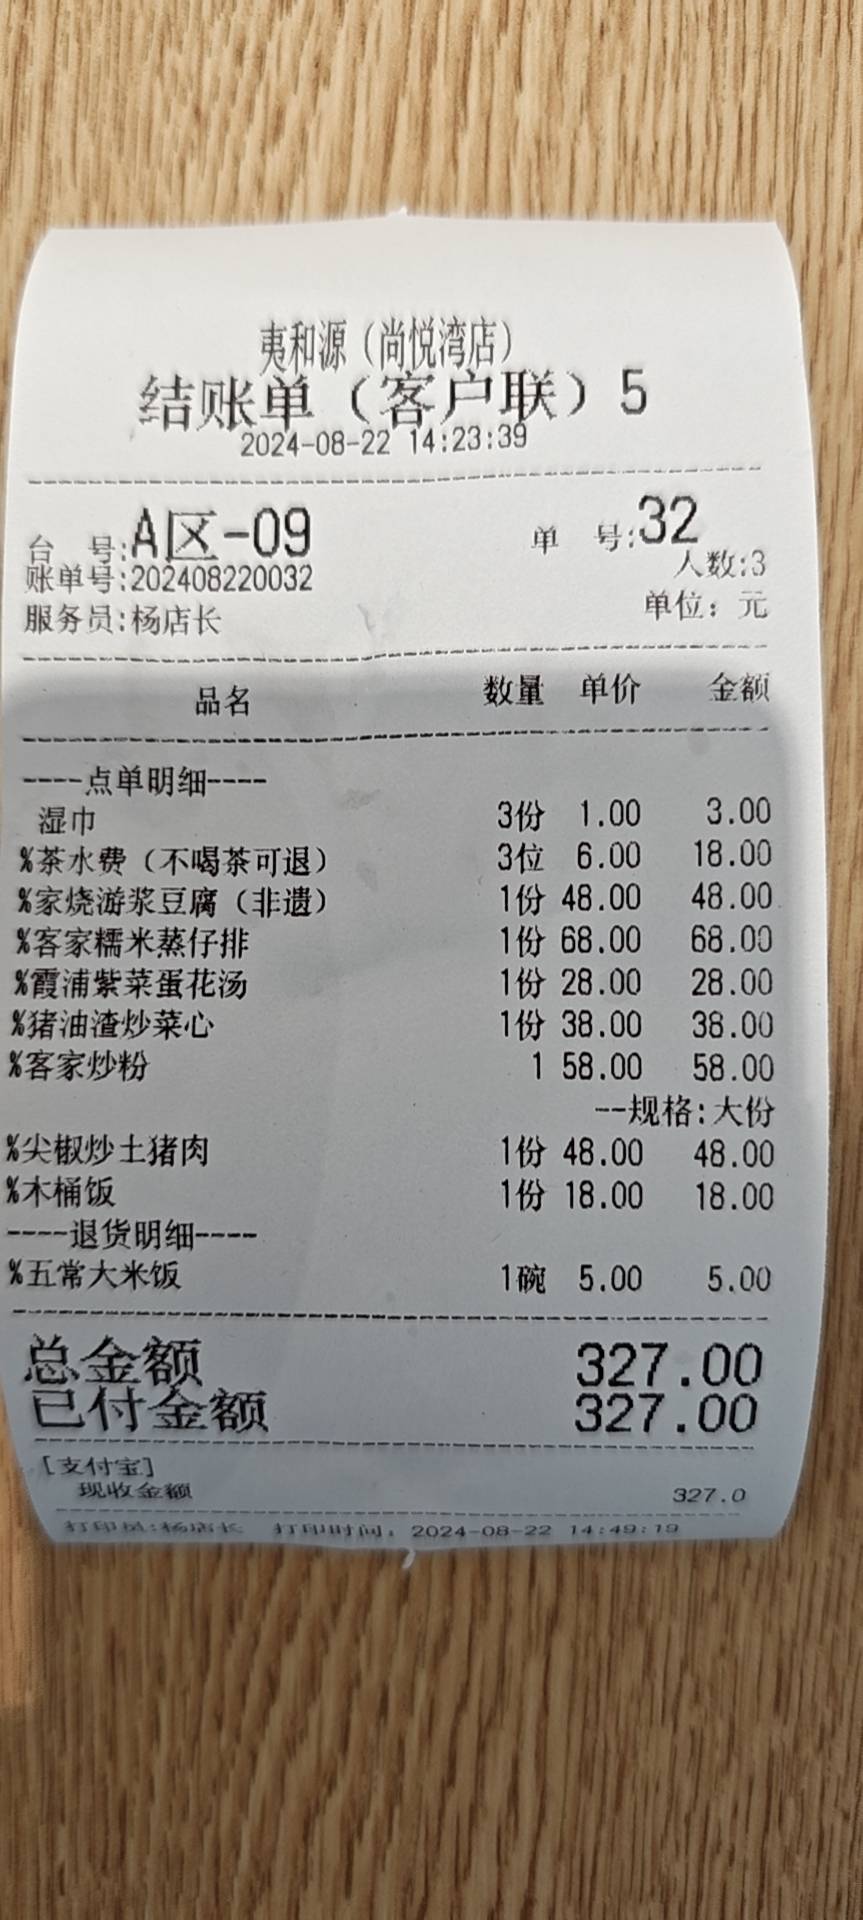 夷和源（尚悦湾店）
结账单（客户联）5
2024-08-22 14:23:39
台 号:A区-09 单 号:32
人数:3
账单号:202408220032
单位：元
服务员:杨店长
品名 数量 单价 金额
----点单明细----
湿巾 3份 1.00 3.00
%茶水费（不喝茶可退） 3位 6.00 18.00
%家烧游浆豆腐（非遗） 1份 48.00 48.00
%客家糯米蒸仔排 1份 68.00 68.00
%霞浦紫菜蛋花汤 1份 28.00 28.00
%猪油渣炒菜心 1份 38.00 38.00
%客家炒粉 1 58.00 58.00
--规格:大份
%尖椒炒土猪肉 1份 48.00 48.00
%木桶饭 1份 18.00 18.00
----退货明细----
%五常大米饭 1碗 5.00 5.00
总金额 327.00
已付金额 327.00
[支付宝]
现收金额 327.0
打印员:杨店长 打印时间：2024-08-22 14:49:19